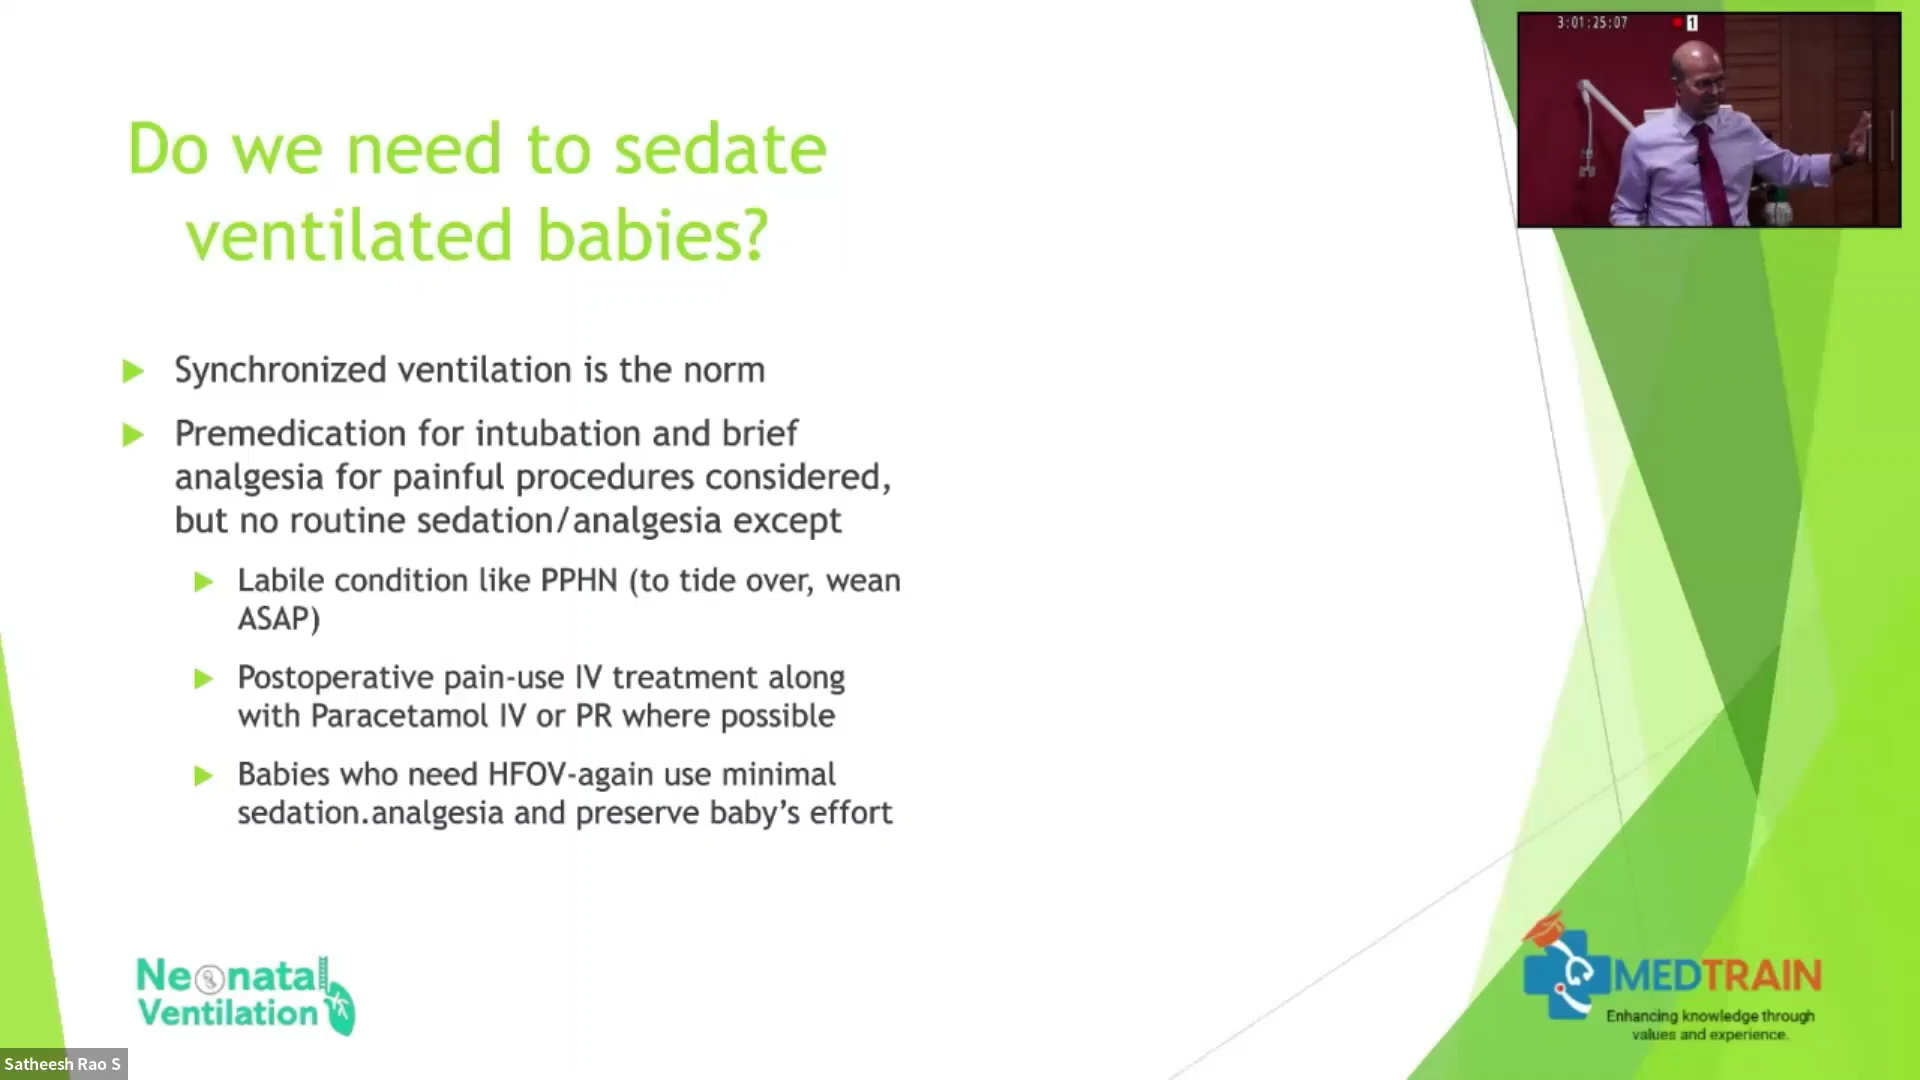 3:01:25:07 1
Do we need to sedate
ventilated babies?
Synchronized ventilation is the norm
Premedication for intubation and brief
analgesia for painful procedures considered,
but no routine sedation/analgesia except
Labile condition like PPHN (to tide over, wean
ASAP)
Postoperative pain-use IV treatment along
with Paracetamol IV or PR where possible
Babies who need HFOV-again use minimal
sedation.analgesia and preserve baby's effort
Neonatal
Ventilation
MEDTRAIN
Enhancing knowledge through
values and experience.
Satheesh Rao S